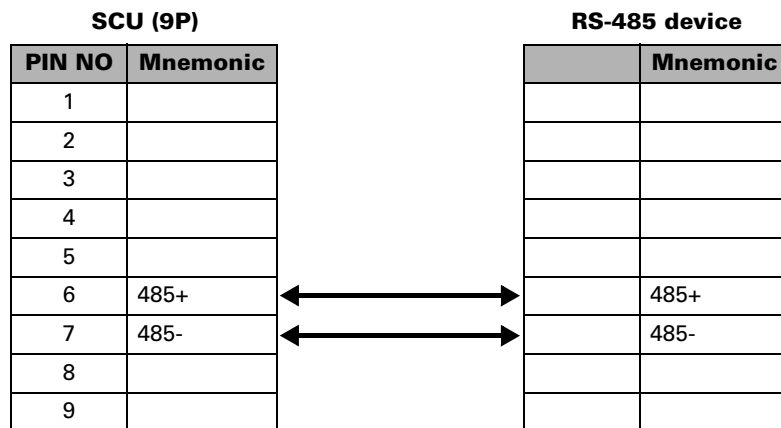 SCU (9P) RS-485 device
PIN NO Mnemonic Mnemonic
1
2
3
4
5
6 485+ 485+
7 485- 485-
8
9